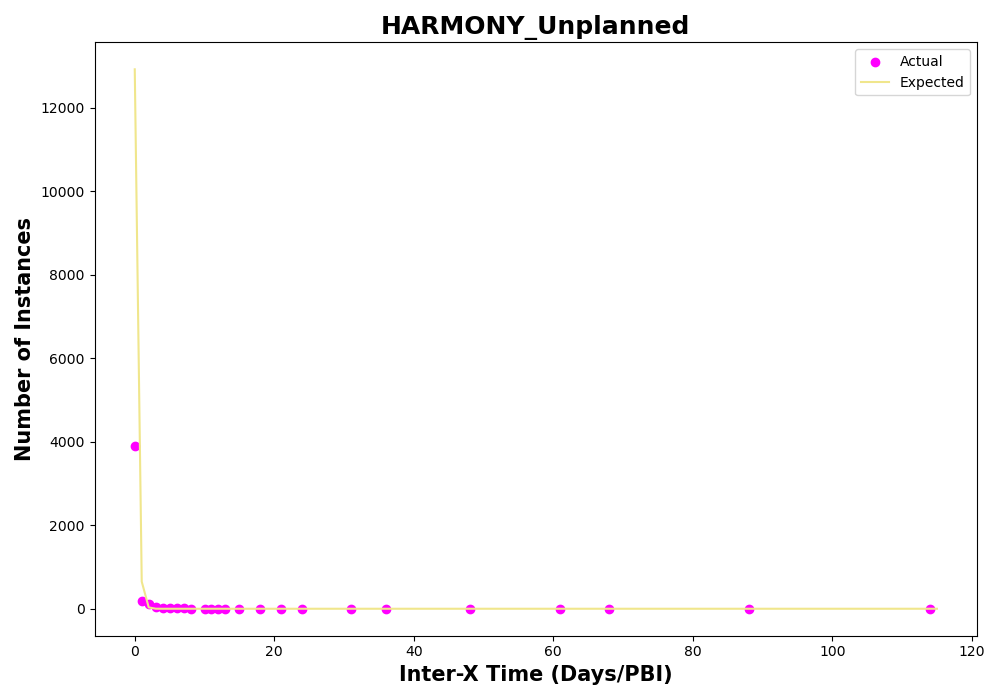 HARMONY_Unplanned
Actual
Expected
12000
10000
8000
6000
4000
2000
0
Number of Instances
0
20
40
60
80
100
120
Inter-X Time (Days/PBI)